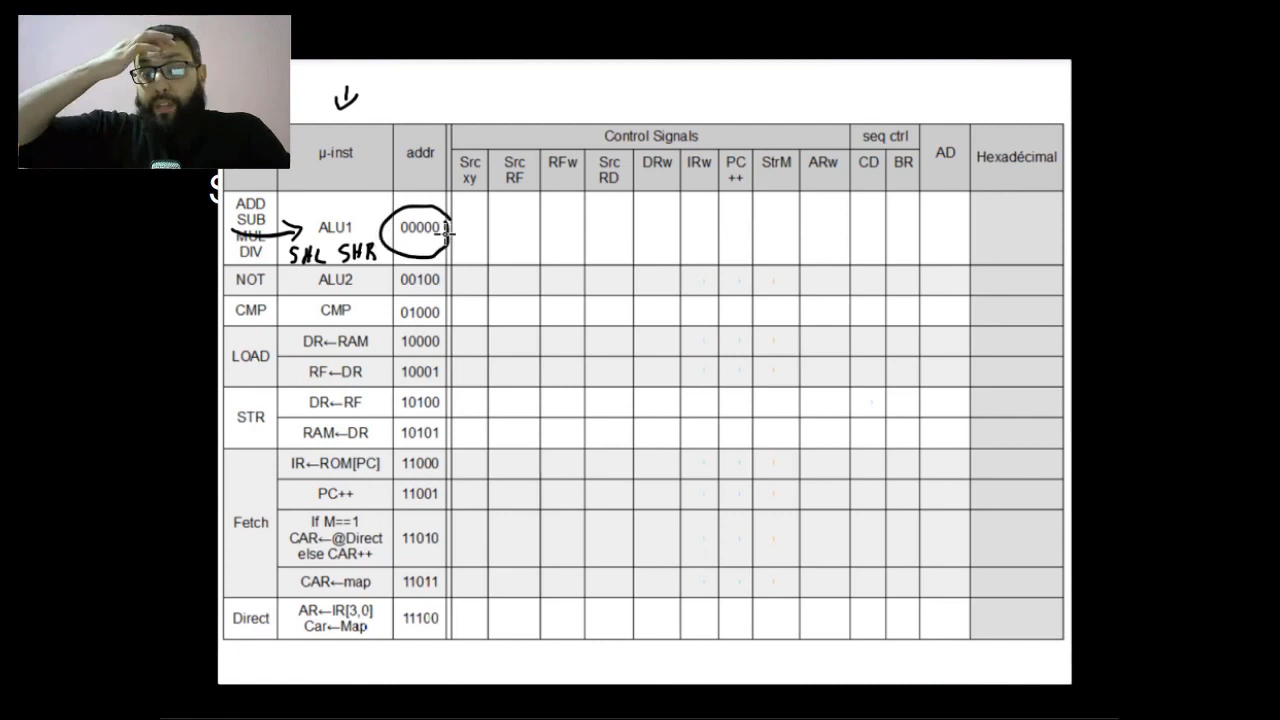 μ-inst addr Control Signals seq ctrl AD Hexadécimal
Src xy Src RF RFw Src RD DRw IRw PC ++ StrM ARw CD BR
S
ADD
SUB
MUL
DIV
ALU1 00000
SHL SHR
NOT ALU2 00100
CMP CMP 01000
LOAD
DR←RAM 10000
RF←DR 10001
STR
DR←RF 10100
RAM←DR 10101
Fetch
IR←ROM[PC] 11000
PC++ 11001
If M==1
CAR←@Direct 11010
else CAR++
CAR←map 11011
Direct
AR←IR[3,0] 11100
Car←Map